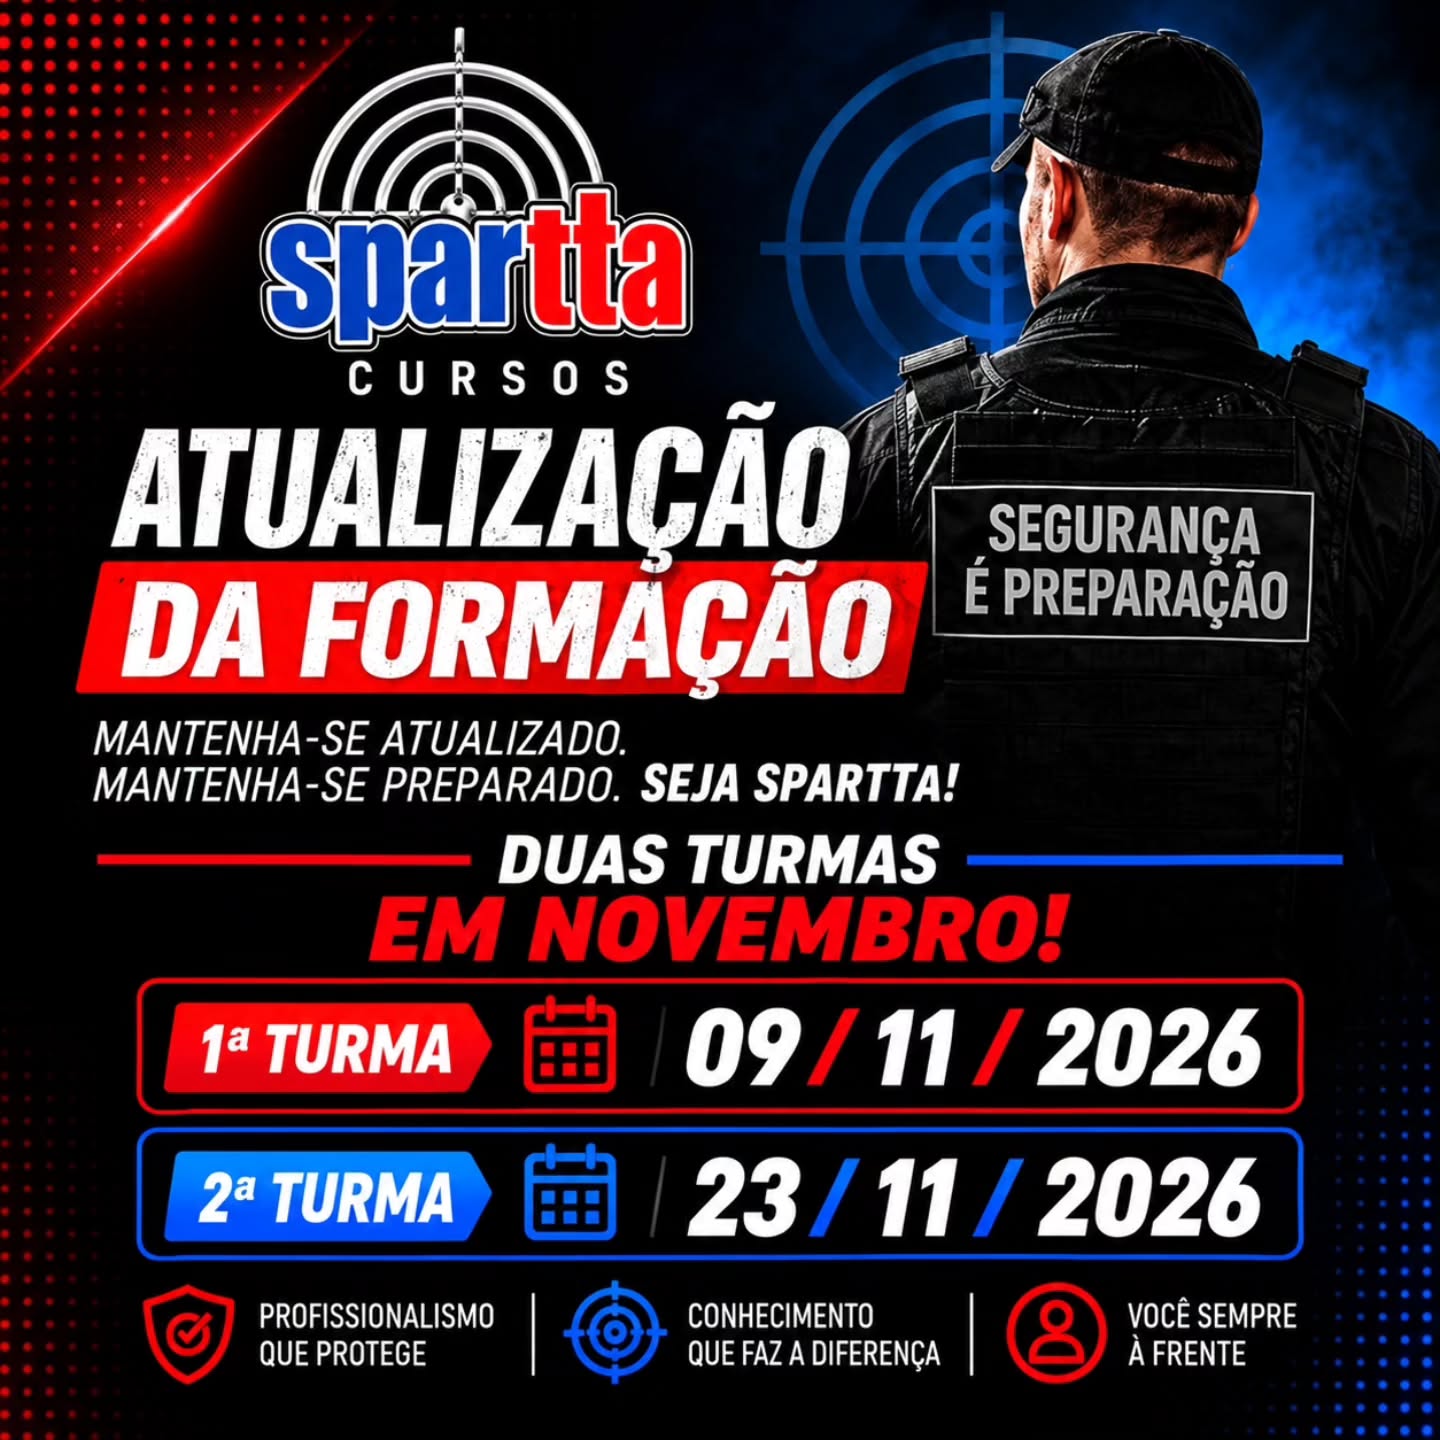 spartta
CURSOS
ATUALIZAÇÃO
DA FORMAÇÃO
SEGURANÇA
É PREPARAÇÃO
MANTENHA-SE ATUALIZADO.
MANTENHA-SE PREPARADO. SEJA SPARTTA!
DUAS TURMAS
EM NOVEMBRO!
1ª TURMA 09 / 11 / 2026
2ª TURMA 23 / 11 / 2026
PROFISSIONALISMO
QUE PROTEGE
CONHECIMENTO
QUE FAZ A DIFERENÇA
VOCÊ SEMPRE
À FRENTE